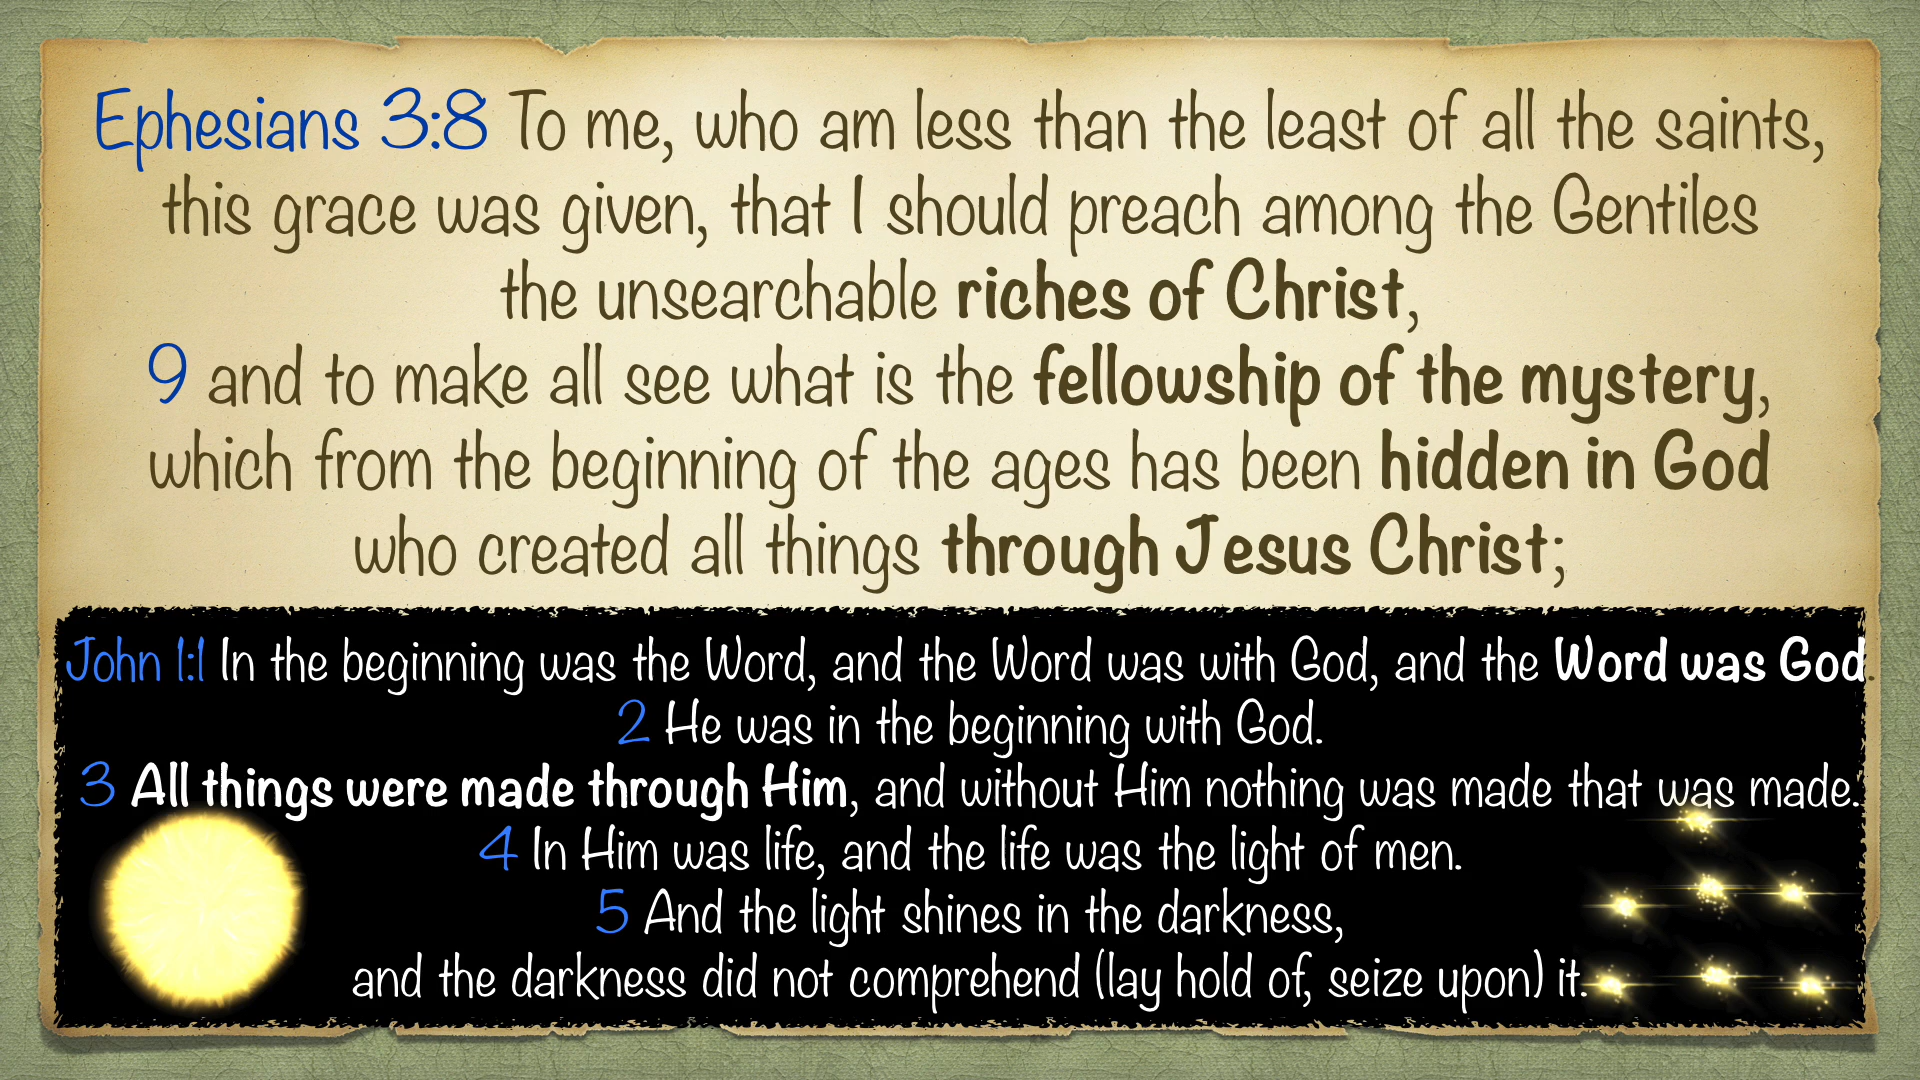 Ephesians 3:8 To me, who am less than the least of all the saints,
this grace was given, that I should preach among the Gentiles
the unsearchable riches of Christ,
9 and to make all see what is the fellowship of the mystery,
which from the beginning of the ages has been hidden in God
who created all things through Jesus Christ;
John 1:1 In the beginning was the Word, and the Word was with God, and the Word was God.
2 He was in the beginning with God.
3 All things were made through Him, and without Him nothing was made that was made.
4 In Him was life, and the life was the light of men.
5 And the light shines in the darkness,
and the darkness did not comprehend (lay hold of, seize upon) it.